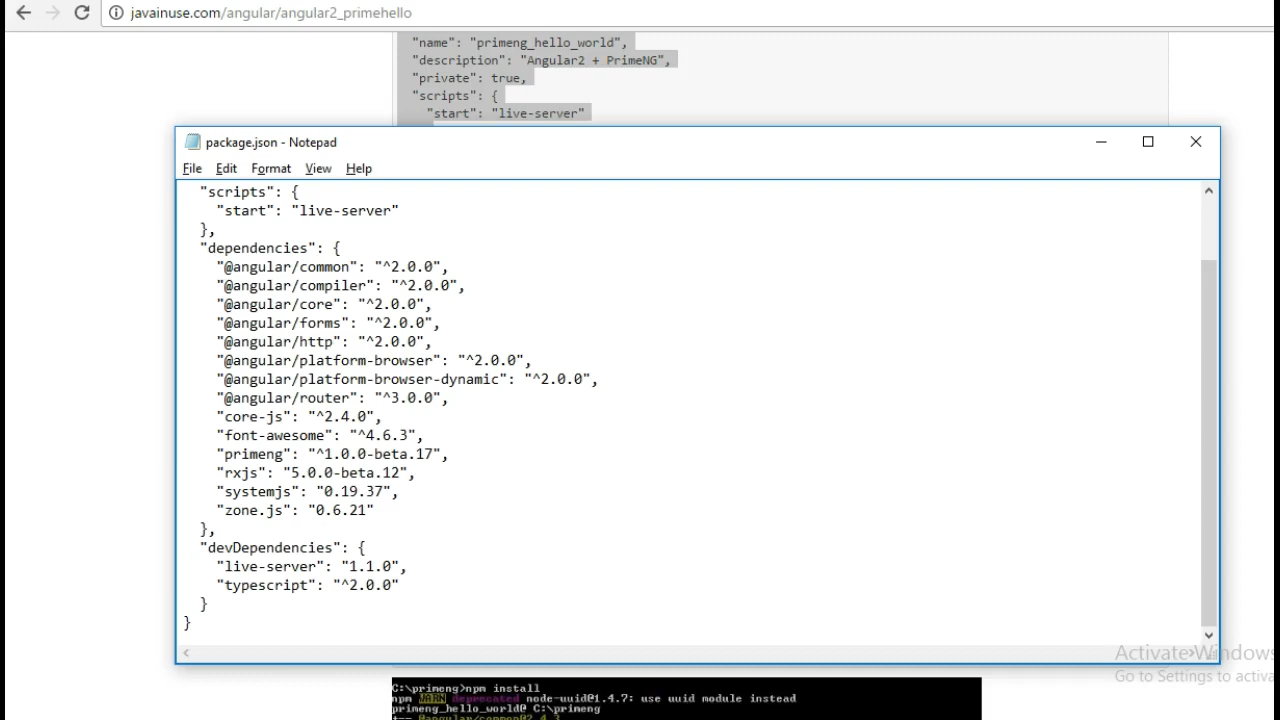 javainuse.com/angular/angular2_primehello
"name": "primeng_hello_world",
"description": "Angular2 + PrimeNG",
"private": true,
"scripts": {
"start": "live-server"
package.json - Notepad
File Edit Format View Help
"scripts": {
"start": "live-server"
},
"dependencies": {
"@angular/common": "^2.0.0",
"@angular/compiler": "^2.0.0",
"@angular/core": "^2.0.0",
"@angular/forms": "^2.0.0",
"@angular/http": "^2.0.0",
"@angular/platform-browser": "^2.0.0",
"@angular/platform-browser-dynamic": "^2.0.0",
"@angular/router": "^3.0.0",
"core-js": "^2.4.0",
"font-awesome": "^4.6.3",
"primeng": "^1.0.0-beta.17",
"rxjs": "5.0.0-beta.12",
"systemjs": "0.19.37",
"zone.js": "0.6.21"
},
"devDependencies": {
"live-server": "1.1.0",
"typescript": "^2.0.0"
}
}
Activate Windows
Go to Settings to activa
C:\primeng>npm install
npm WARN deprecated node-uuid@1.4.7: use uuid module instead
primeng_hello_world@ C:\primeng
+-- @angular/common@2.4.3